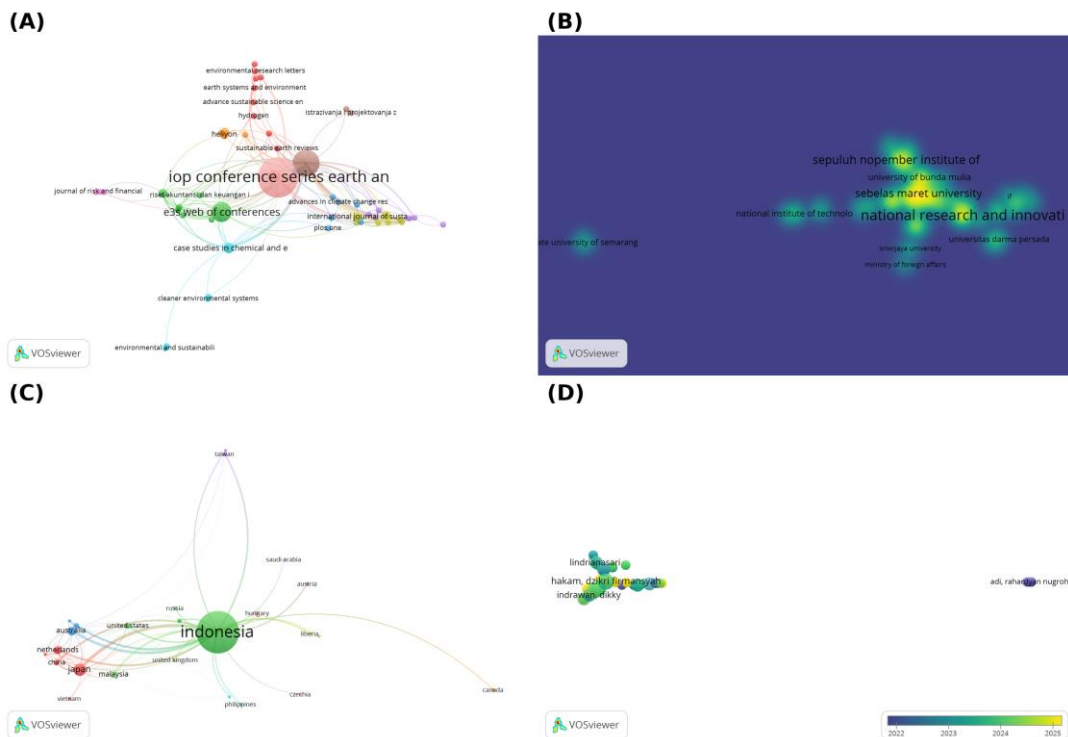 (A)
environmental research letters
earth systems and environment
advance sustainable science en
istrazivanja i projektovanja z
hydrogen
heliyon
sustainable earth reviews
iop conference series earth an
journal of risk and financial
riset akuntansi dan keuangan i
advances in climate change res
e3s web of conferences
international journal of susta
plos one
case studies in chemical and e
cleaner environmental systems
environmental and sustainabili
VOSviewer
(B)
sepuluh nopember institute of
university of bunda mulia
sebelas maret university
if
national institute of technolo
national research and innovati
ate university of semarang
universitas darma persada
sriwijaya university
ministry of foreign affairs
VOSviewer
(C)
taiwan
saudi arabia
austria
russia
hungary
australia
united states
indonesia
liberia
netherlands
china
united kingdom
japan
malaysia
canada
vietnam
czechia
philippines
VOSviewer
(D)
lindrianasari
hakam, dzikri firmansyah
adi, rahardyan nugroh
indrawan, dikky
VOSviewer
2022 2023 2024 2025